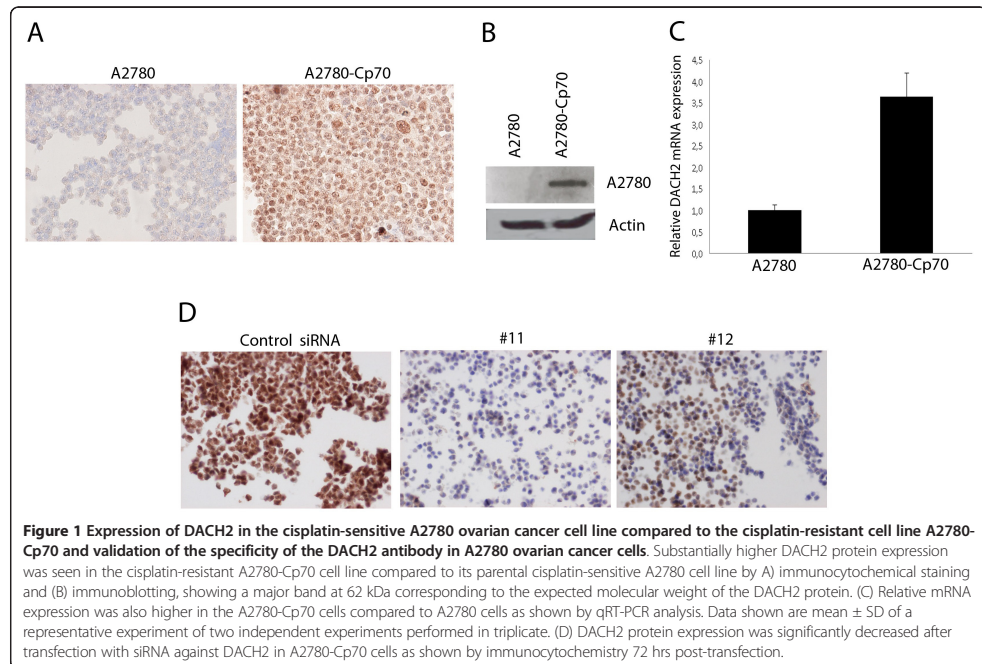 A
B
C
A2780
A2780-Cp70
A2780
A2780-Cp70
A2780
Actin
Relative DACH2 mRNA expression
4,5
4,0
3,5
3,0
2,5
2,0
1,5
1,0
0,5
0,0
A2780
A2780-Cp70
D
Control siRNA
#11
#12
Figure 1 Expression of DACH2 in the cisplatin-sensitive A2780 ovarian cancer cell line compared to the cisplatin-resistant cell line A2780-
Cp70 and validation of the specificity of the DACH2 antibody in A2780 ovarian cancer cells. Substantially higher DACH2 protein expression
was seen in the cisplatin-resistant A2780-Cp70 cell line compared to its parental cisplatin-sensitive A2780 cell line by A) immunocytochemical staining
and (B) immunoblotting, showing a major band at 62 kDa corresponding to the expected molecular weight of the DACH2 protein. (C) Relative mRNA
expression was also higher in the A2780-Cp70 cells compared to A2780 cells as shown by qRT-PCR analysis. Data shown are mean ± SD of a
representative experiment of two independent experiments performed in triplicate. (D) DACH2 protein expression was significantly decreased after
transfection with siRNA against DACH2 in A2780-Cp70 cells as shown by immunocytochemistry 72 hrs post-transfection.